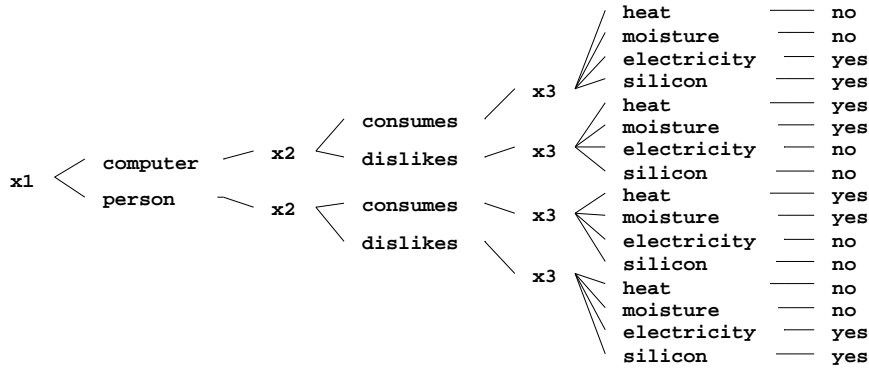 heat no
moisture no
electricity yes
silicon yes
x3
heat yes
consumes
moisture yes
x2 dislikes x3 electricity no
computer
silicon no
x1
heat yes
person
consumes
x2 x3 moisture yes
dislikes
electricity no
silicon no
x3
heat no
moisture no
electricity yes
silicon yes